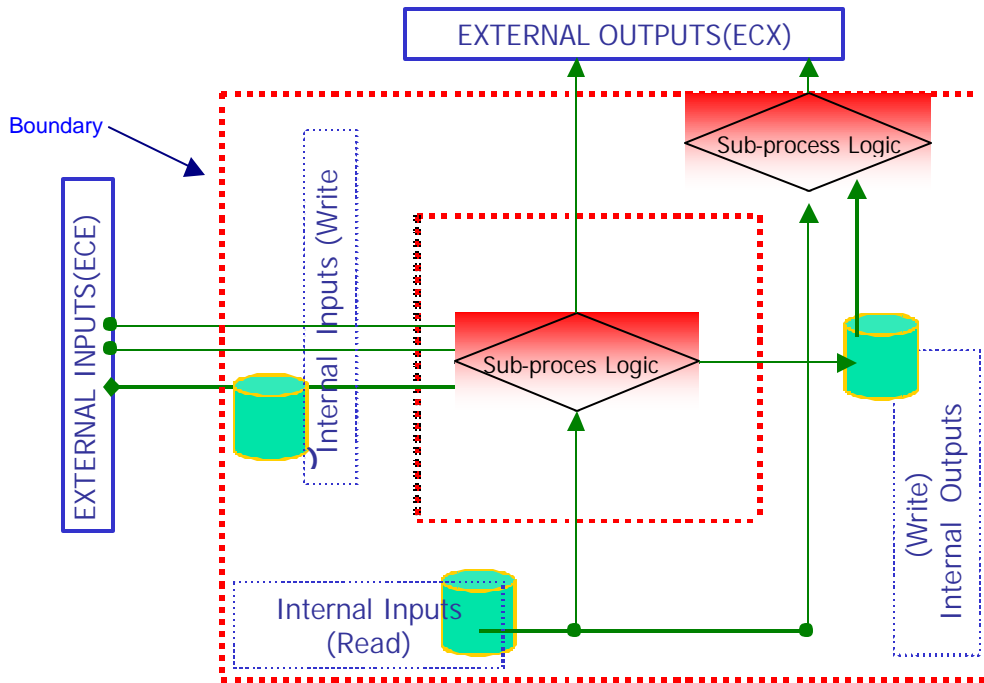 EXTERNAL OUTPUTS(ECX)
Boundary
Sub-process Logic
EXTERNAL INPUTS(ECE)
Internal Inputs (Write
)
Sub-proces Logic
(Write)
Internal Outputs
Internal Inputs
(Read)